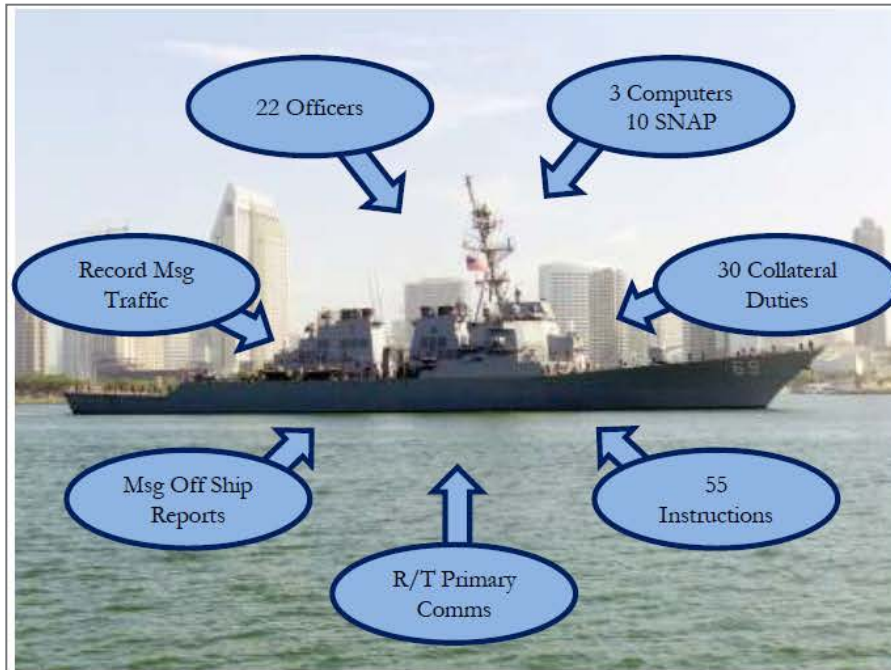 22 Officers
3 Computers
10 SNAP
Record Msg
Traffic
30 Collateral
Duties
69
Msg Off Ship
Reports
55
Instructions
R/T Primary
Comms